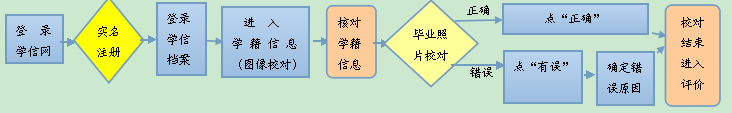 登 录
学信网
实名
注册
登录
学信
档案
进 入
学 籍 信 息
(图像校对)
核对
学籍
信息
毕业照
片校对
正确
点“正确”
错误
点“有误”
确定错
误原因
核对
结束
进入
评价